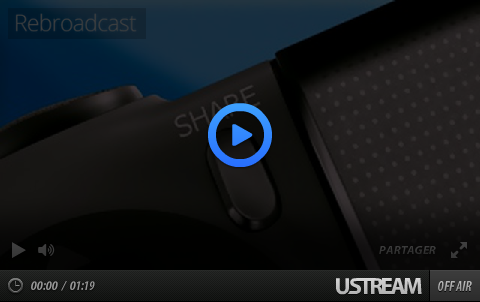 Rebroadcast
SHARE
PARTAGER
00:00 / 01:19
USTREAM
OFF AIR